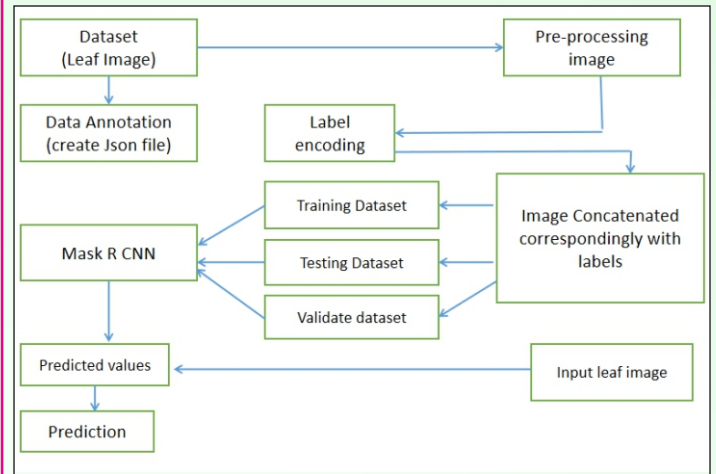 Dataset
(Leaf Image)
Pre-processing
image
Data Annotation
(create Json file)
Label
encoding
Training Dataset
Image Concatenated
correspondingly with
labels
Mask R CNN
Testing Dataset
Validate dataset
Predicted values
Input leaf image
Prediction